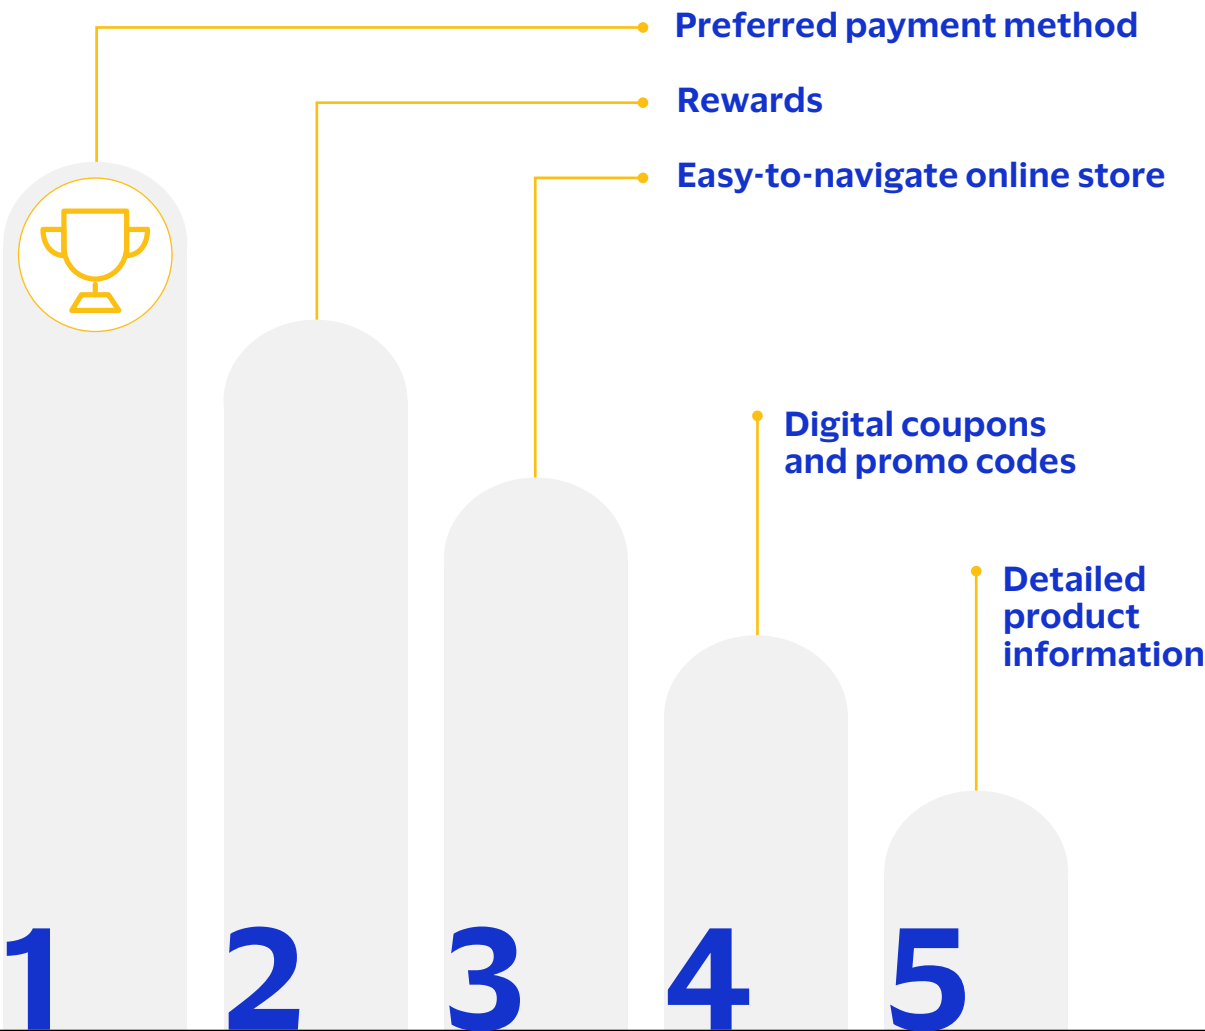 Preferred payment method
Rewards
Easy-to-navigate online store
Digital coupons
and promo codes
Detailed
product
information
1 2 3 4 5